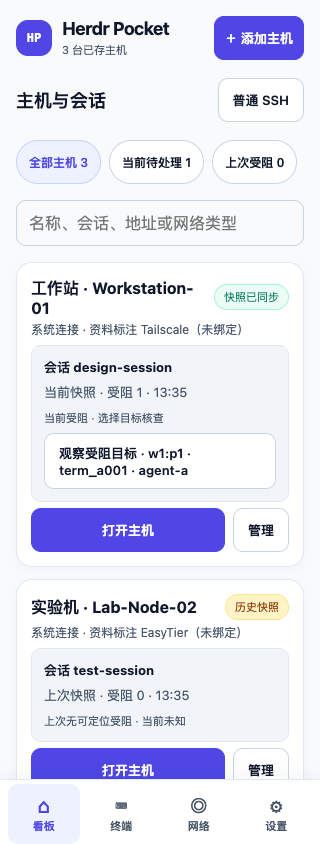 HP
Herdr Pocket
3 台已存主机
+ 添加主机
主机与会话
普通 SSH
全部主机 3
当前待处理 1
上次受阻 0
名称、会话、地址或网络类型
工作站 · Workstation-
01
快照已同步
系统连接 · 资料标注 Tailscale（未绑定）
会话 design-session
当前快照 · 受阻 1 · 13:35
当前受阻 · 选择目标核查
观察受阻目标 · w1:p1 ·
term_a001 · agent-a
打开主机
管理
实验机 · Lab-Node-02
历史快照
系统连接 · 资料标注 EasyTier（未绑定）
会话 test-session
上次快照 · 受阻 0 · 13:35
上次无可定位受阻 · 当前未知
打开主机
管理
看板
终端
网络
设置